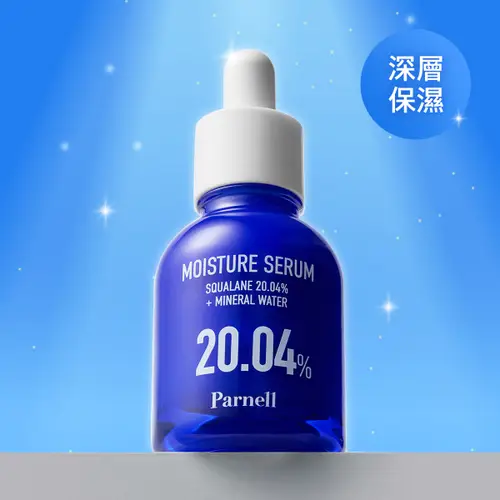 深層
保濕
MOISTURE SERUM
SQUALANE 20.04%
+ MINERAL WATER
20.04%
Parnell